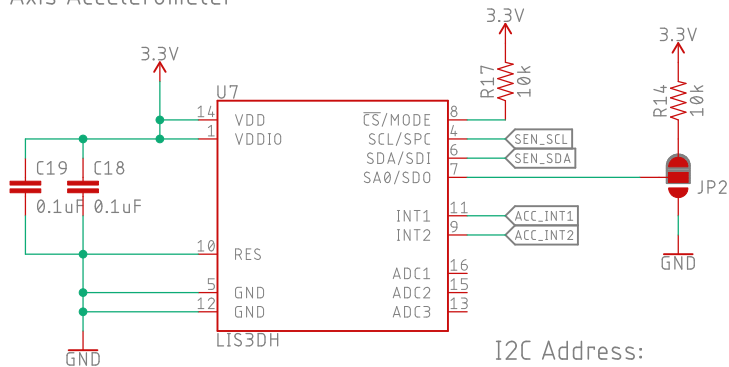 Axis Accelerometer
3.3V
3.3V
3.3V
U7
R17
10k
R14
10k
14 VDD
1 VDDIO
CS/MODE 8
SCL/SPC 4 SEN_SCL
SDA/SDI 6 SEN_SDA
SA0/SDO 7
JP2
C19
0.1uF
C18
0.1uF
INT1 11 ACC_INT1
INT2 9 ACC_INT2
10 RES
GND
5 GND
12 GND
ADC1 16
ADC2 15
ADC3 13
LIS3DH
GND
I2C Address: